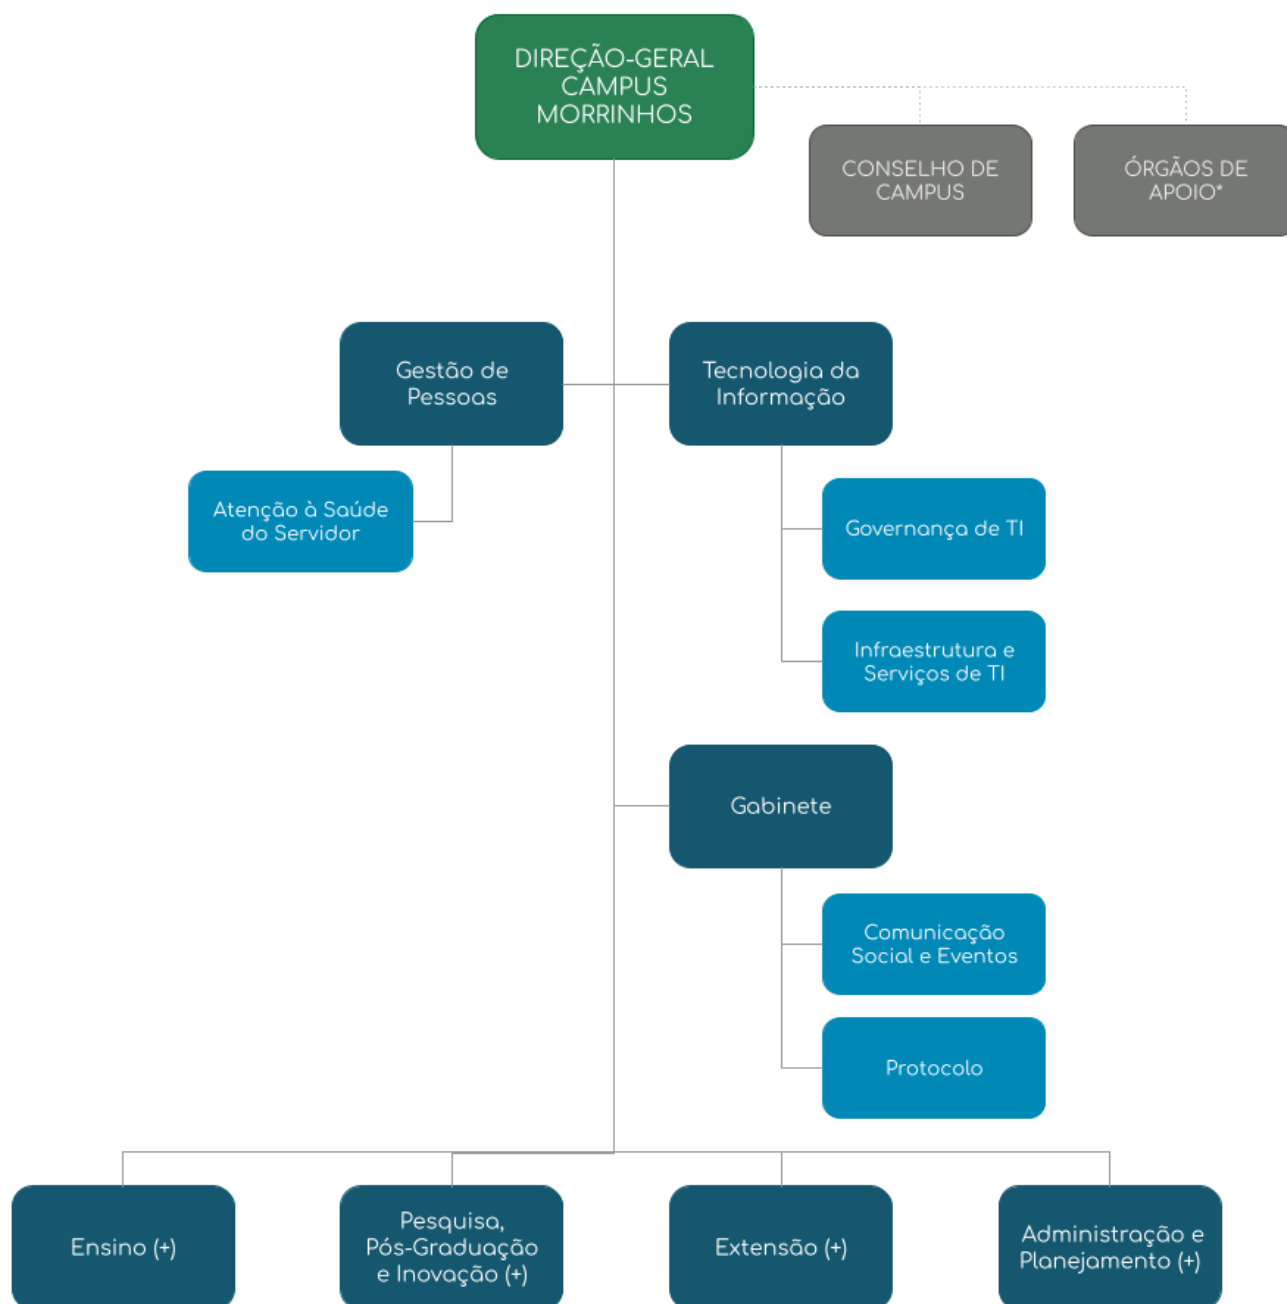 DIREÇÃO-GERAL
CAMPUS
MORRINHOS
CONSELHO DE
CAMPUS
ÓRGÃOS DE
APOIO*
Gestão de
Pessoas
Tecnologia da
Informação
Atenção à Saúde
do Servidor
Governança de TI
Infraestrutura e
Serviços de TI
Gabinete
Comunicação
Social e Eventos
Protocolo
Ensino (+)
Pesquisa,
Pós-Graduação
e Inovação (+)
Extensão (+)
Administração e
Planejamento (+)